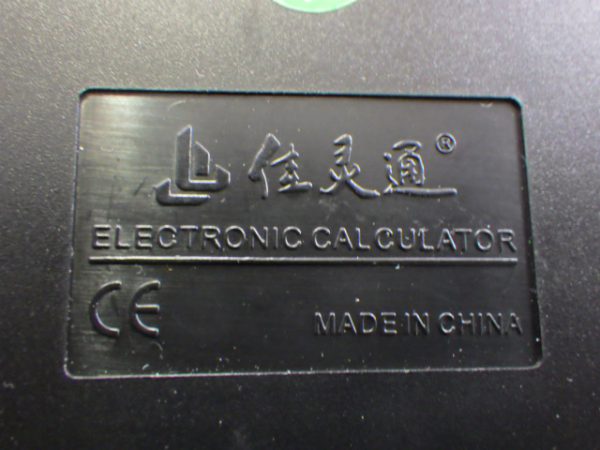 佳灵通®
ELECTRONIC CALCULATOR
CE
MADE IN CHINA